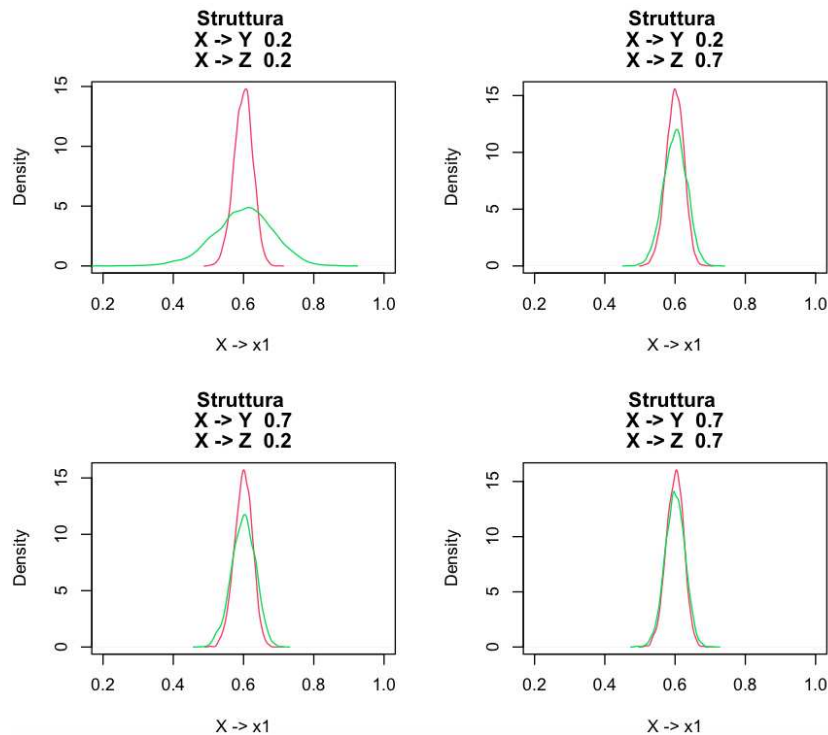 Struttura
X -> Y 0.2
X -> Z 0.2
Density
0
5
10
15
0.2 0.4 0.6 0.8 1.0
X -> x1
Struttura
X -> Y 0.2
X -> Z 0.7
Density
0
5
10
15
0.2 0.4 0.6 0.8 1.0
X -> x1
Struttura
X -> Y 0.7
X -> Z 0.2
Density
0
5
10
15
0.2 0.4 0.6 0.8 1.0
X -> x1
Struttura
X -> Y 0.7
X -> Z 0.7
Density
0
5
10
15
0.2 0.4 0.6 0.8 1.0
X -> x1